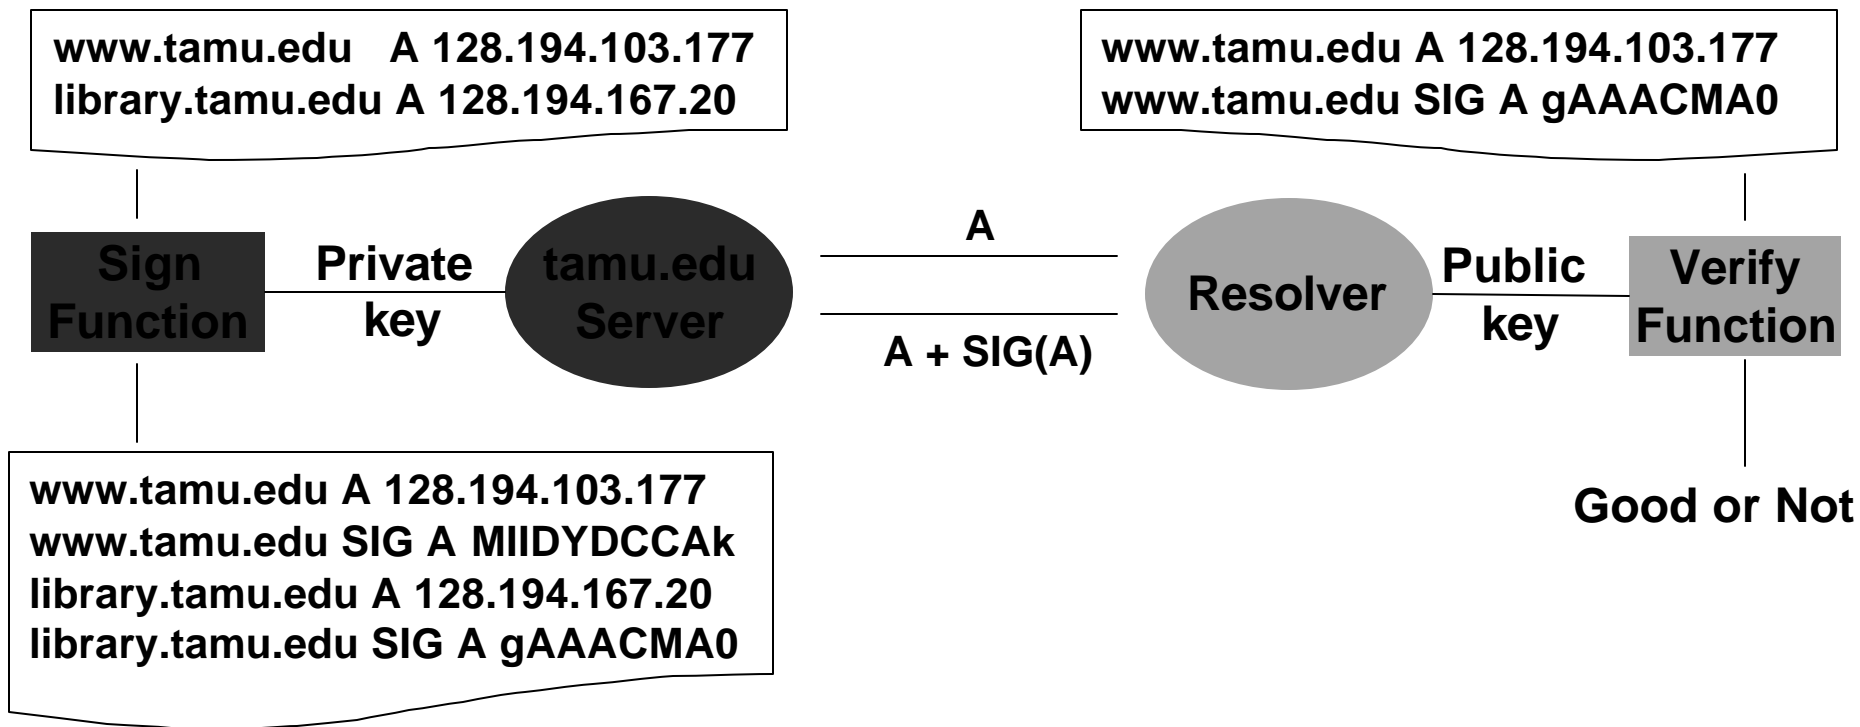 www.tamu.edu A 128.194.103.177
library.tamu.edu A 128.194.167.20
www.tamu.edu A 128.194.103.177
www.tamu.edu SIG A gAAACMA0
Sign
Function
Private
key
tamu.edu
Server
A
A + SIG(A)
Resolver
Public
key
Verify
Function
www.tamu.edu A 128.194.103.177
www.tamu.edu SIG A MIIDYDCCAk
library.tamu.edu A 128.194.167.20
library.tamu.edu SIG A gAAACMA0
Good or Not